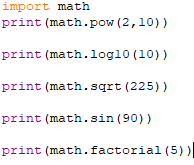 import math
print(math.pow(2,10))
print(math.log10(10))
print(math.sqrt(225))
print(math.sin(90))
print(math.factorial(5))